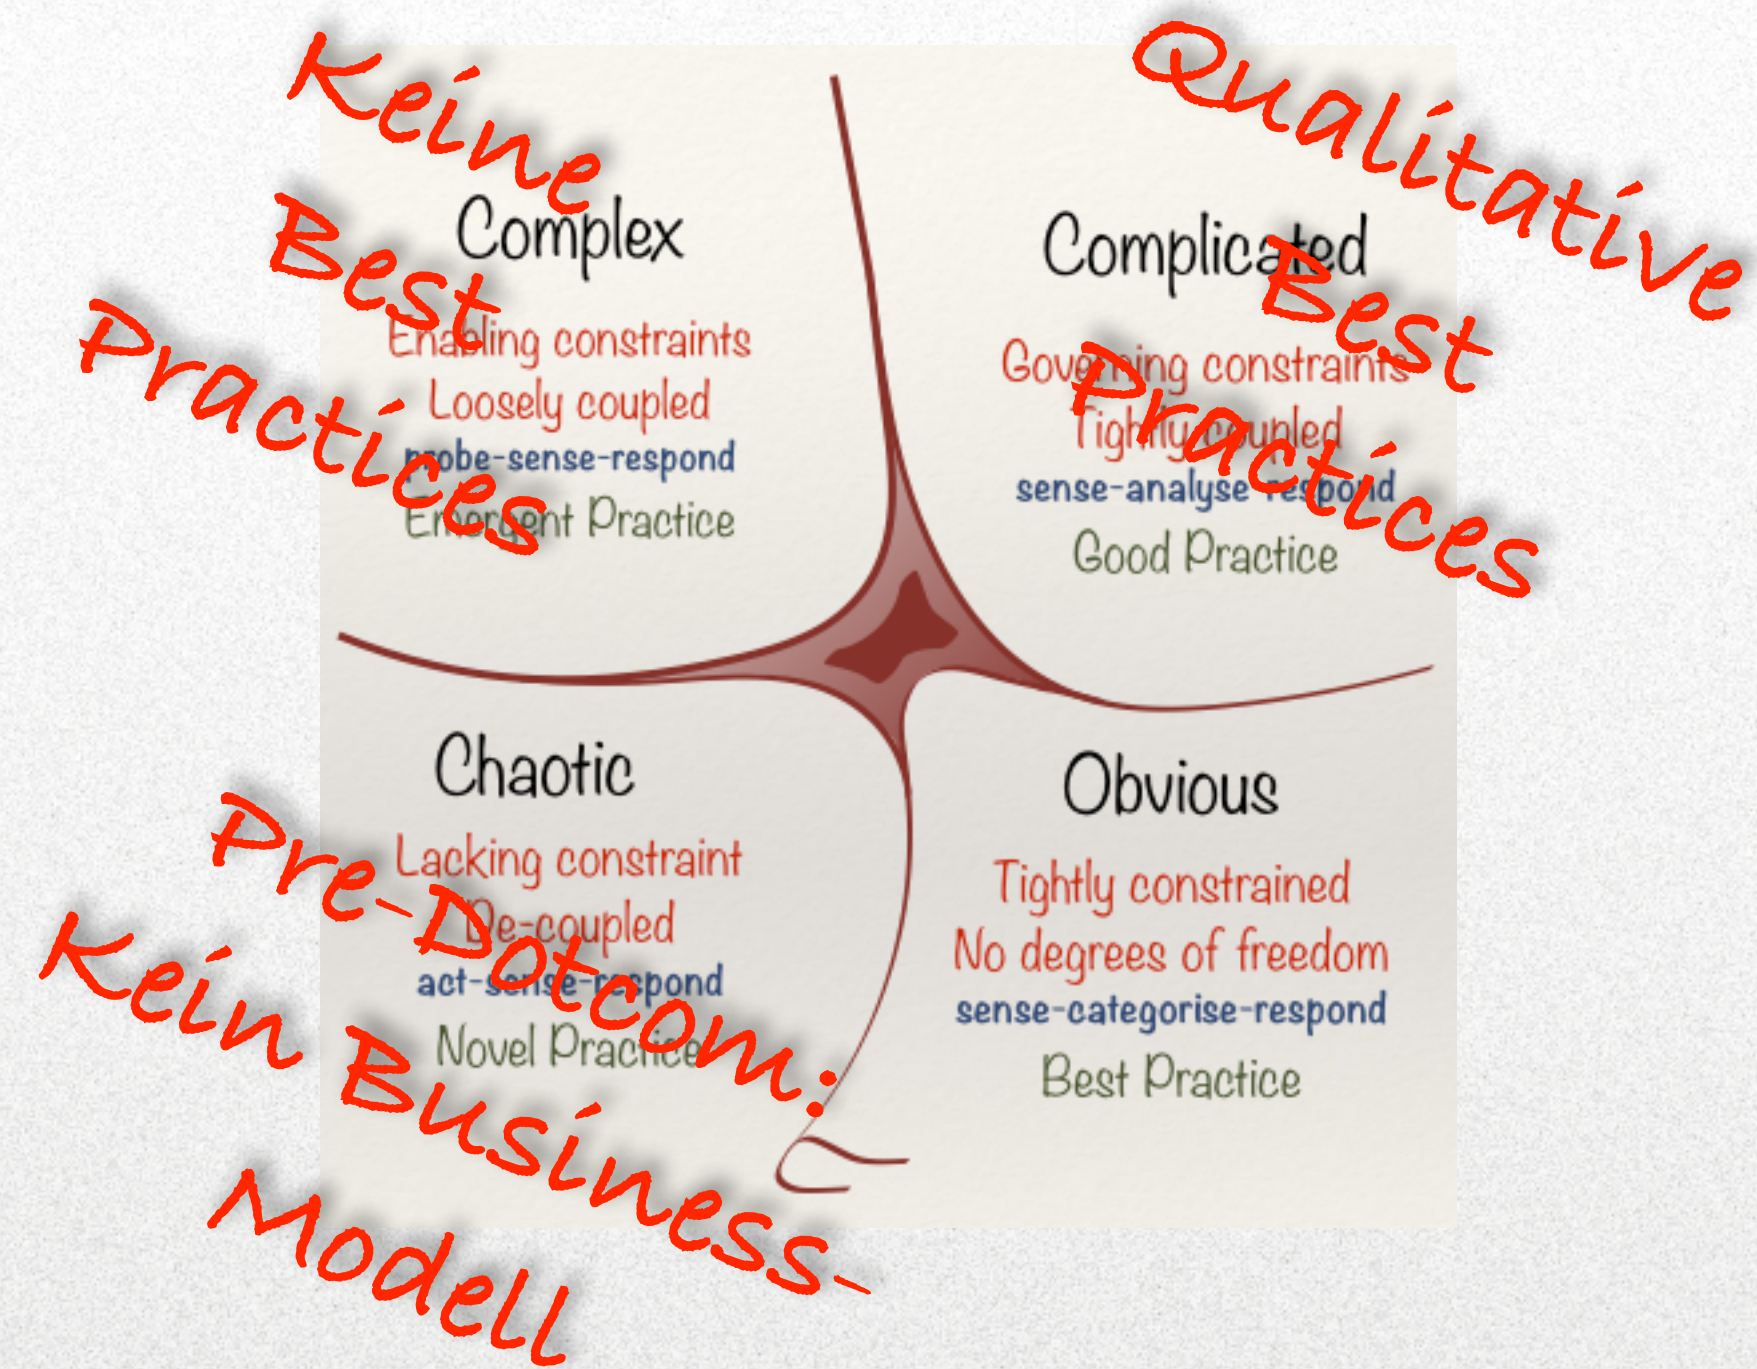 Keine
Best
Practices
Complex
Enabling constraints
Loosely coupled
probe-sense-respond
Emergent Practice
Qualitative
Best
Practices
Complicated
Governing constraints
Tightly coupled
sense-analyse-respond
Good Practice
Chaotic
Lacking constraint
De-coupled
act-sense-respond
Novel Practice
Pre-Dotcom:
Kein Business-
Modell
Obvious
Tightly constrained
No degrees of freedom
sense-categorise-respond
Best Practice